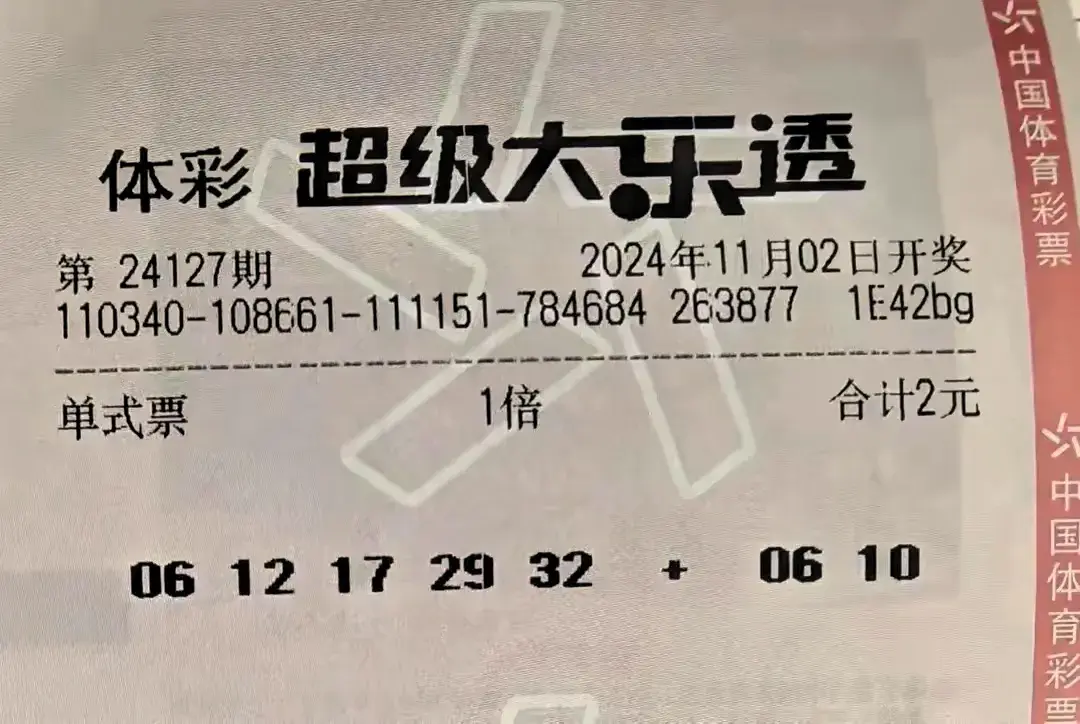 体彩 超级大乐透
第 24127期 2024年11月02日开奖
110340-108661-111151-784684 263877 1E42bg
单式票 1倍 合计2元
06 12 17 29 32 + 06 10
中国体育彩票
中国体育彩票